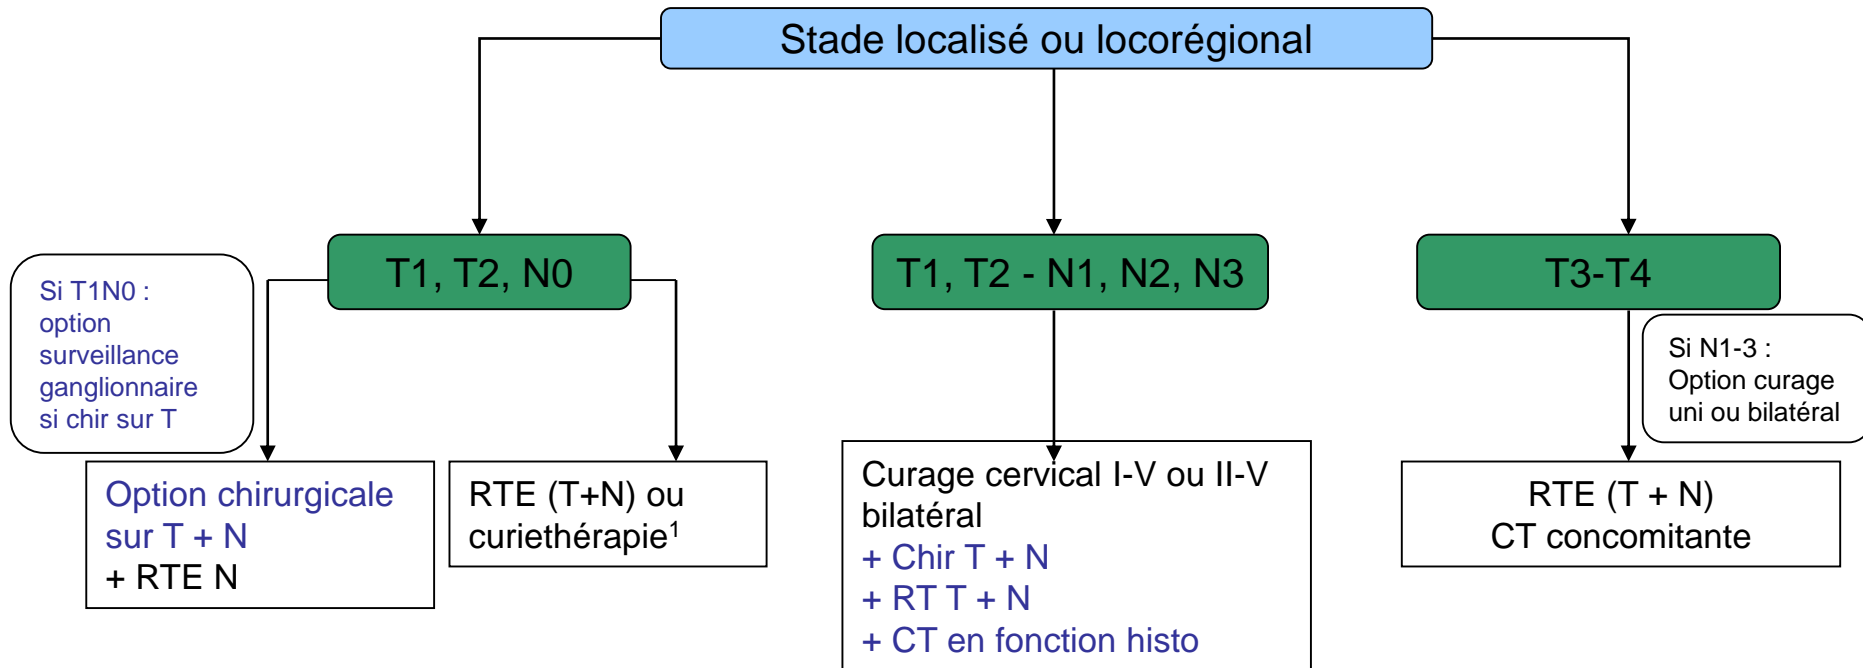 Stade localisé ou locorégional
T1, T2, N0
T1, T2 - N1, N2, N3
T3-T4
Si T1N0 :
option
surveillance
ganglionnaire
si chir sur T
Si N1-3 :
Option curage
uni ou bilatéral
Option chirurgicale
sur T + N
+ RTE N
RTE (T+N) ou
curiethérapie¹
Curage cervical I-V ou II-V
bilatéral
+ Chir T + N
+ RT T + N
+ CT en fonction histo
RTE (T + N)
CT concomitante